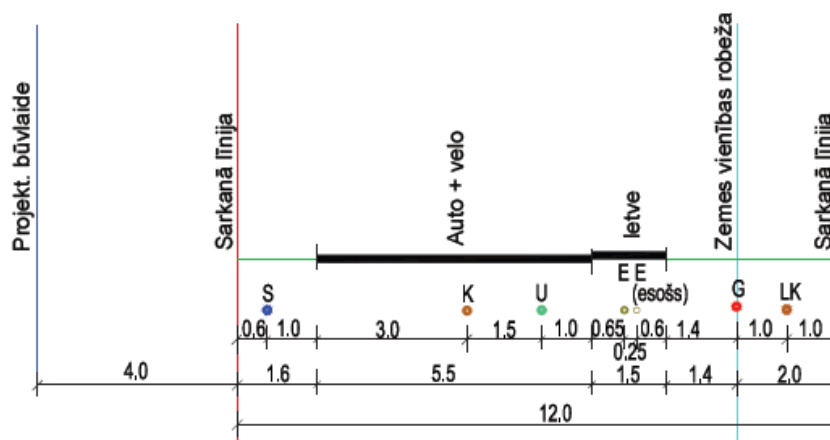 Projekt. būvlaide
Sarkanā līnija
Auto + velo
Ietve
Zemes vienības robeža
Sarkanā līnija
S
K
U
E E
(esošs)
G
LK
0.6 1.0 3.0 1.5 1.0 0.65 0.6 1.4 1.0 1.0
0.25
4.0 1.6 5.5 1.5 1.4 2.0
12.0